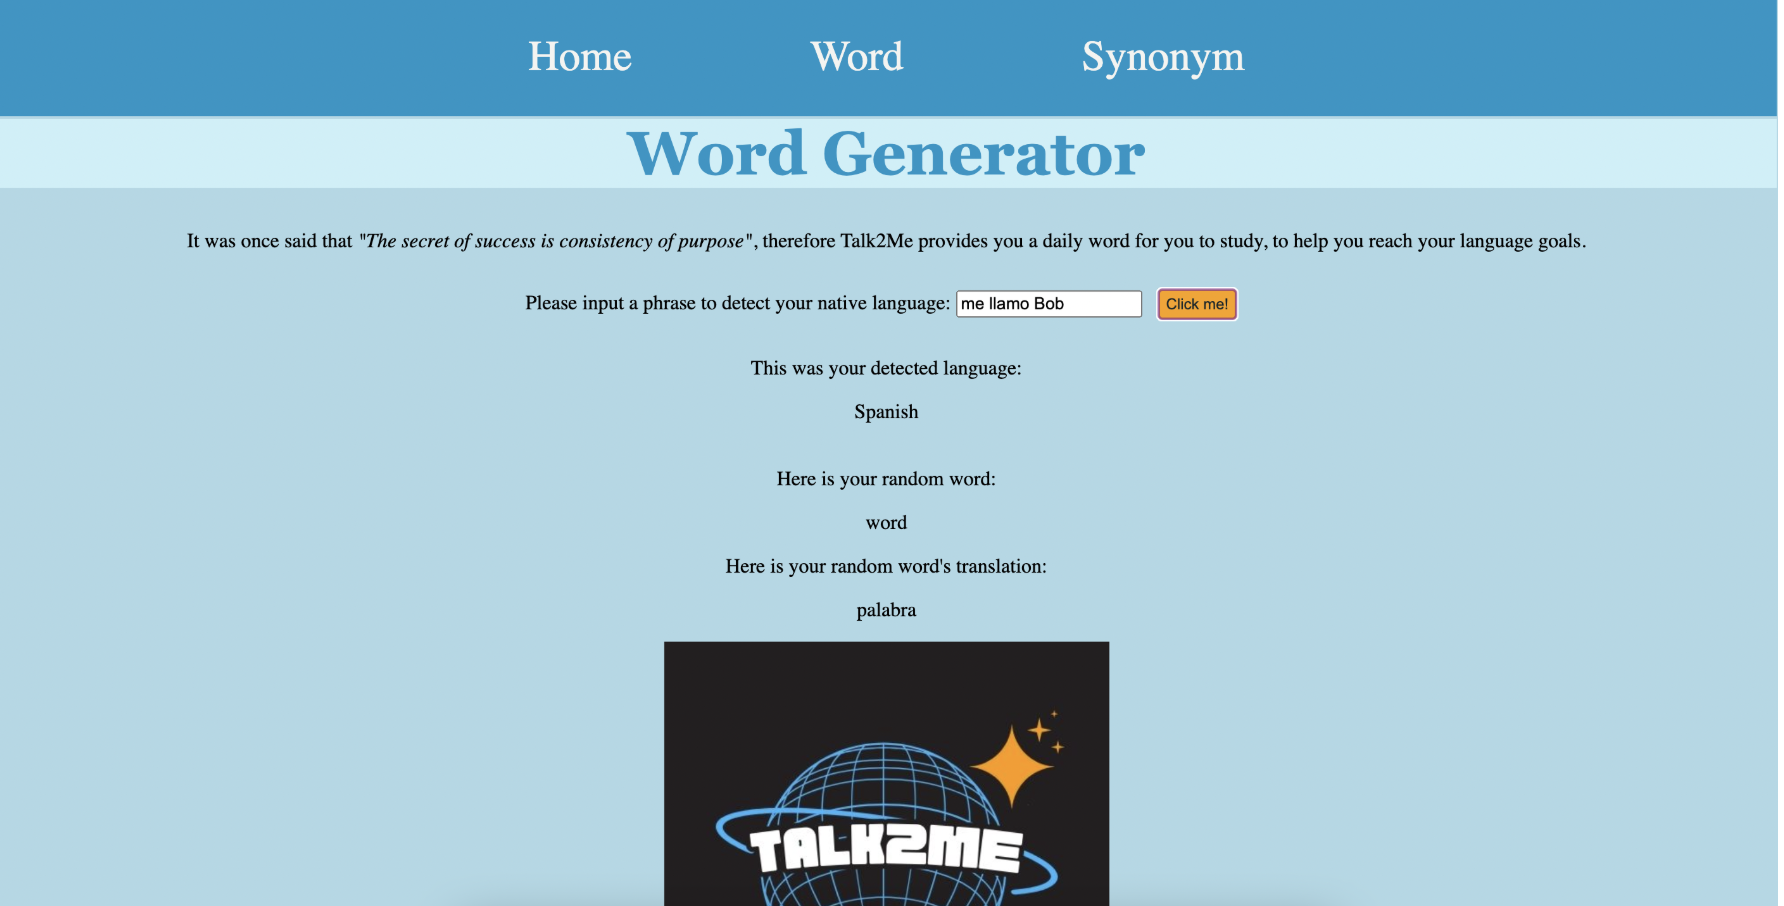 Home Word Synonym
Word Generator
It was once said that "The secret of success is consistency of purpose", therefore Talk2Me provides you a daily word for you to study, to help you reach your language goals.
Please input a phrase to detect your native language: me llamo Bob Click me!
This was your detected language:
Spanish
Here is your random word:
word
Here is your random word's translation:
palabra
TALK2ME